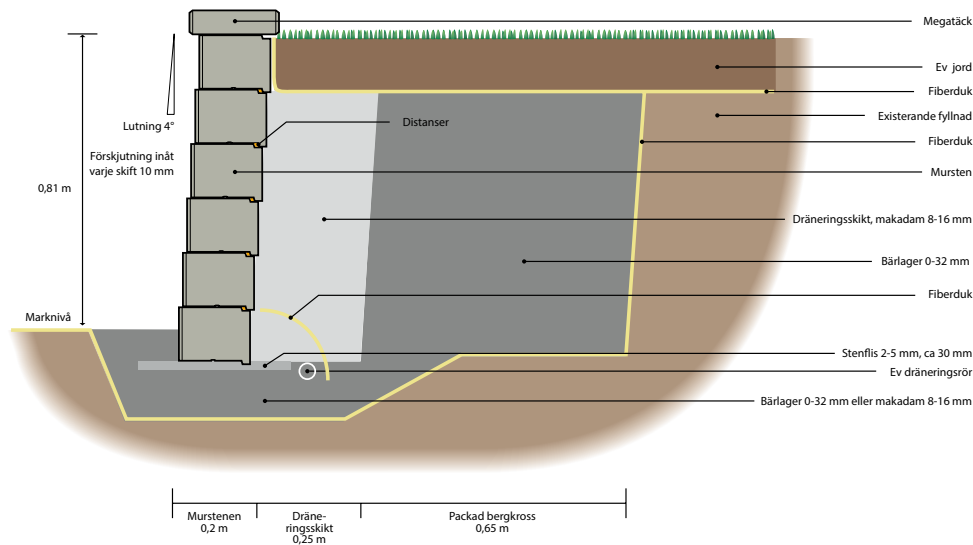 Megatäck
Ev jord
Fiberduk
Lutning 4°
Distanser
Existerande fyllnad
Förskjutning inåt
varje skift 10 mm
Fiberduk
0,81 m
Mursten
Dräneringsskikt, makadam 8-16 mm
Bärlager 0-32 mm
Fiberduk
Marknivå
Stenflis 2-5 mm, ca 30 mm
Ev dräneringsrör
Bärlager 0-32 mm eller makadam 8-16 mm
Murstenen
0,2 m
Dräne-
ringsskikt
0,25 m
Packad bergkross
0,65 m